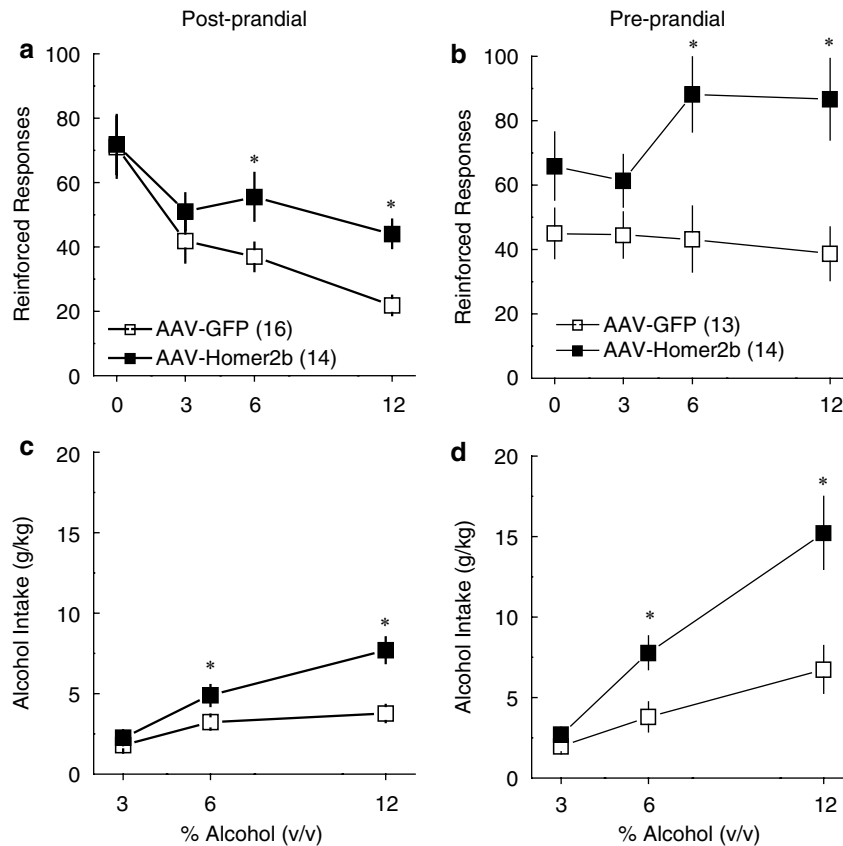 Post-prandial
Pre-prandial
a
b
*
*
*
*
100
80
60
40
20
0
Reinforced Responses
AAV-GFP (16)
AAV-Homer2b (14)
0 3 6 12
100
80
60
40
20
0
Reinforced Responses
AAV-GFP (13)
AAV-Homer2b (14)
0 3 6 12
c
d
*
*
*
*
20
15
10
5
0
Alcohol Intake (g/kg)
3 6 12
% Alcohol (v/v)
20
15
10
5
0
Alcohol Intake (g/kg)
3 6 12
% Alcohol (v/v)